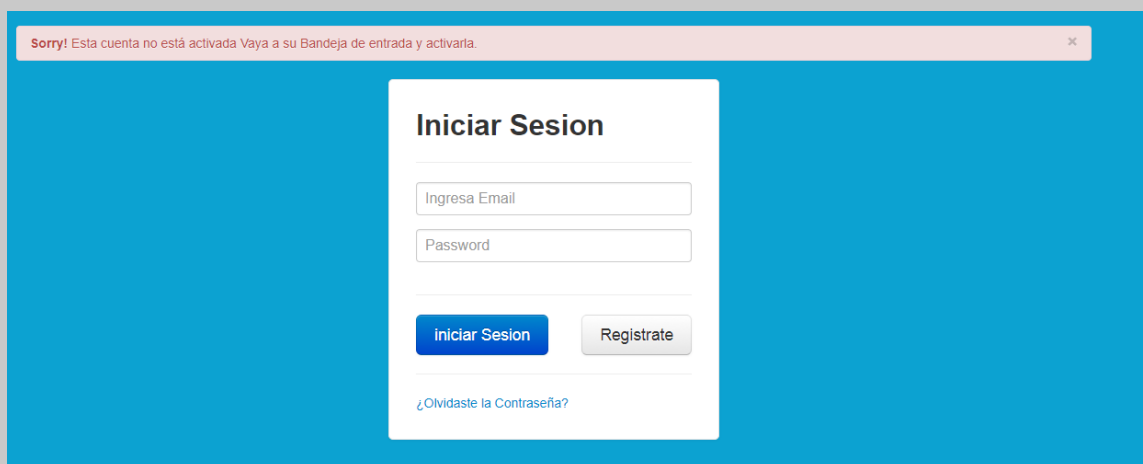 Sorry! Esta cuenta no está activada Vaya a su Bandeja de entrada y activarla.
×
Iniciar Sesion
Ingresa Email
Password
iniciar Sesion
Registrate
¿Olvidaste la Contraseña?